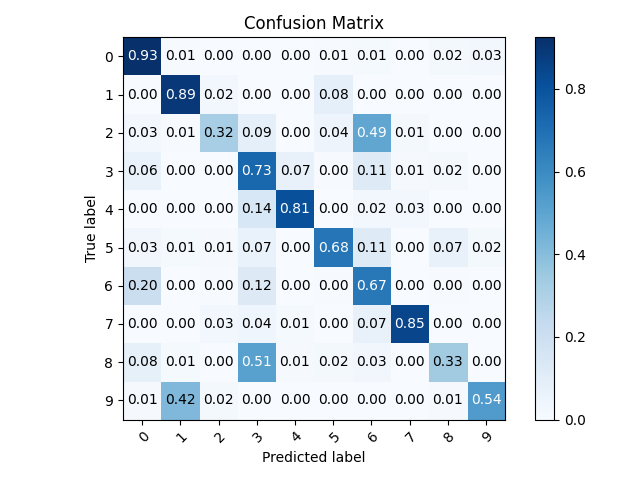 Confusion Matrix
0 0.93 0.01 0.00 0.00 0.00 0.01 0.01 0.00 0.02 0.03
1 0.00 0.89 0.02 0.00 0.00 0.08 0.00 0.00 0.00 0.00
2 0.03 0.01 0.32 0.09 0.00 0.04 0.49 0.01 0.00 0.00
3 0.06 0.00 0.00 0.73 0.07 0.00 0.11 0.01 0.02 0.00
4 0.00 0.00 0.00 0.14 0.81 0.00 0.02 0.03 0.00 0.00
5 0.03 0.01 0.01 0.07 0.00 0.68 0.11 0.00 0.07 0.02
6 0.20 0.00 0.00 0.12 0.00 0.00 0.67 0.00 0.00 0.00
7 0.00 0.00 0.03 0.04 0.01 0.00 0.07 0.85 0.00 0.00
8 0.08 0.01 0.00 0.51 0.01 0.02 0.03 0.00 0.33 0.00
9 0.01 0.42 0.02 0.00 0.00 0.00 0.00 0.00 0.01 0.54
0 1 2 3 4 5 6 7 8 9
True label
Predicted label
0.8
0.6
0.4
0.2
0.0